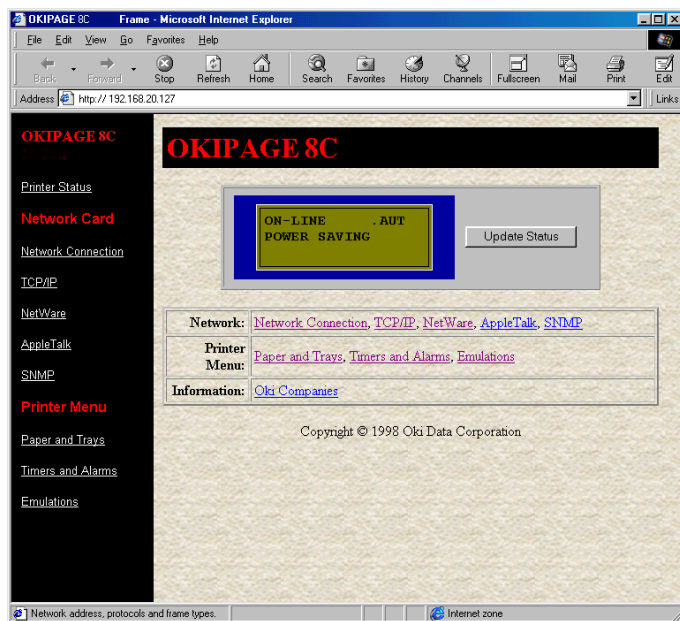 OKIPAGE 8C Frame - Microsoft Internet Explorer
File Edit View Go Favorites Help
Back Forward Stop Refresh Home Search Favorites History Channels Fullscreen Mail Print Edit
Address http://192.168.20.127 Links
OKIPAGE 8C
Printer Status
Network Card
Network Connection
TCP/IP
NetWare
AppleTalk
SNMP
Printer Menu
Paper and Trays
Timers and Alarms
Emulations
OKIPAGE 8C
ON-LINE .AUT
POWER SAVING
Update Status
Network: Network Connection, TCP/IP, NetWare, AppleTalk, SNMP
Printer Menu: Paper and Trays, Timers and Alarms, Emulations
Information: Oki Companies
Copyright © 1998 Oki Data Corporation
Network address, protocols and frame types. Internet zone